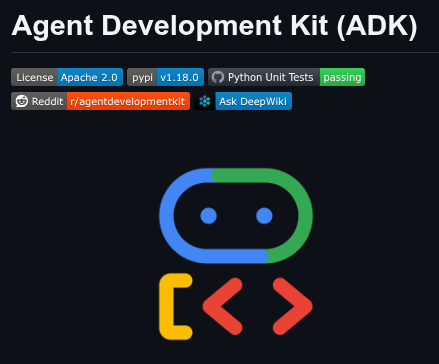 Agent Development Kit (ADK)
License Apache 2.0 pypi v1.18.0 Python Unit Tests passing
Reddit r/agentdevelopmentkit Ask DeepWiki